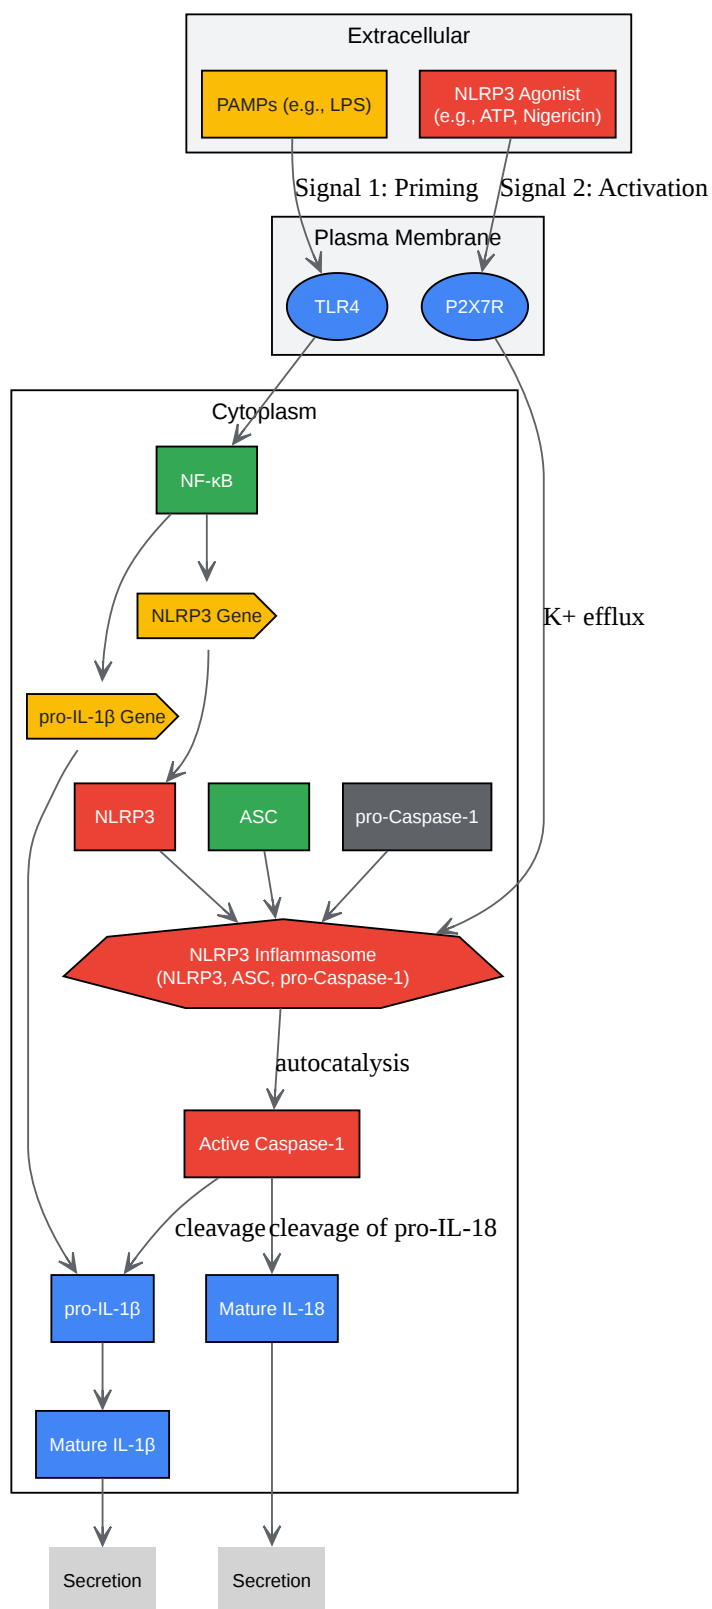 Extracellular
PAMPs (e.g., LPS)
NLRP3 Agonist
(e.g., ATP, Nigericin)
Signal 1: Priming
Signal 2: Activation
Plasma Membrane
TLR4
P2X7R
Cytoplasm
NF-κB
NLRP3 Gene
K+ efflux
pro-IL-1β Gene
NLRP3
ASC
pro-Caspase-1
NLRP3 Inflammasome
(NLRP3, ASC, pro-Caspase-1)
autocatalysis
Active Caspase-1
cleavage
cleavage of pro-IL-18
pro-IL-1β
Mature IL-18
Mature IL-1β
Secretion
Secretion